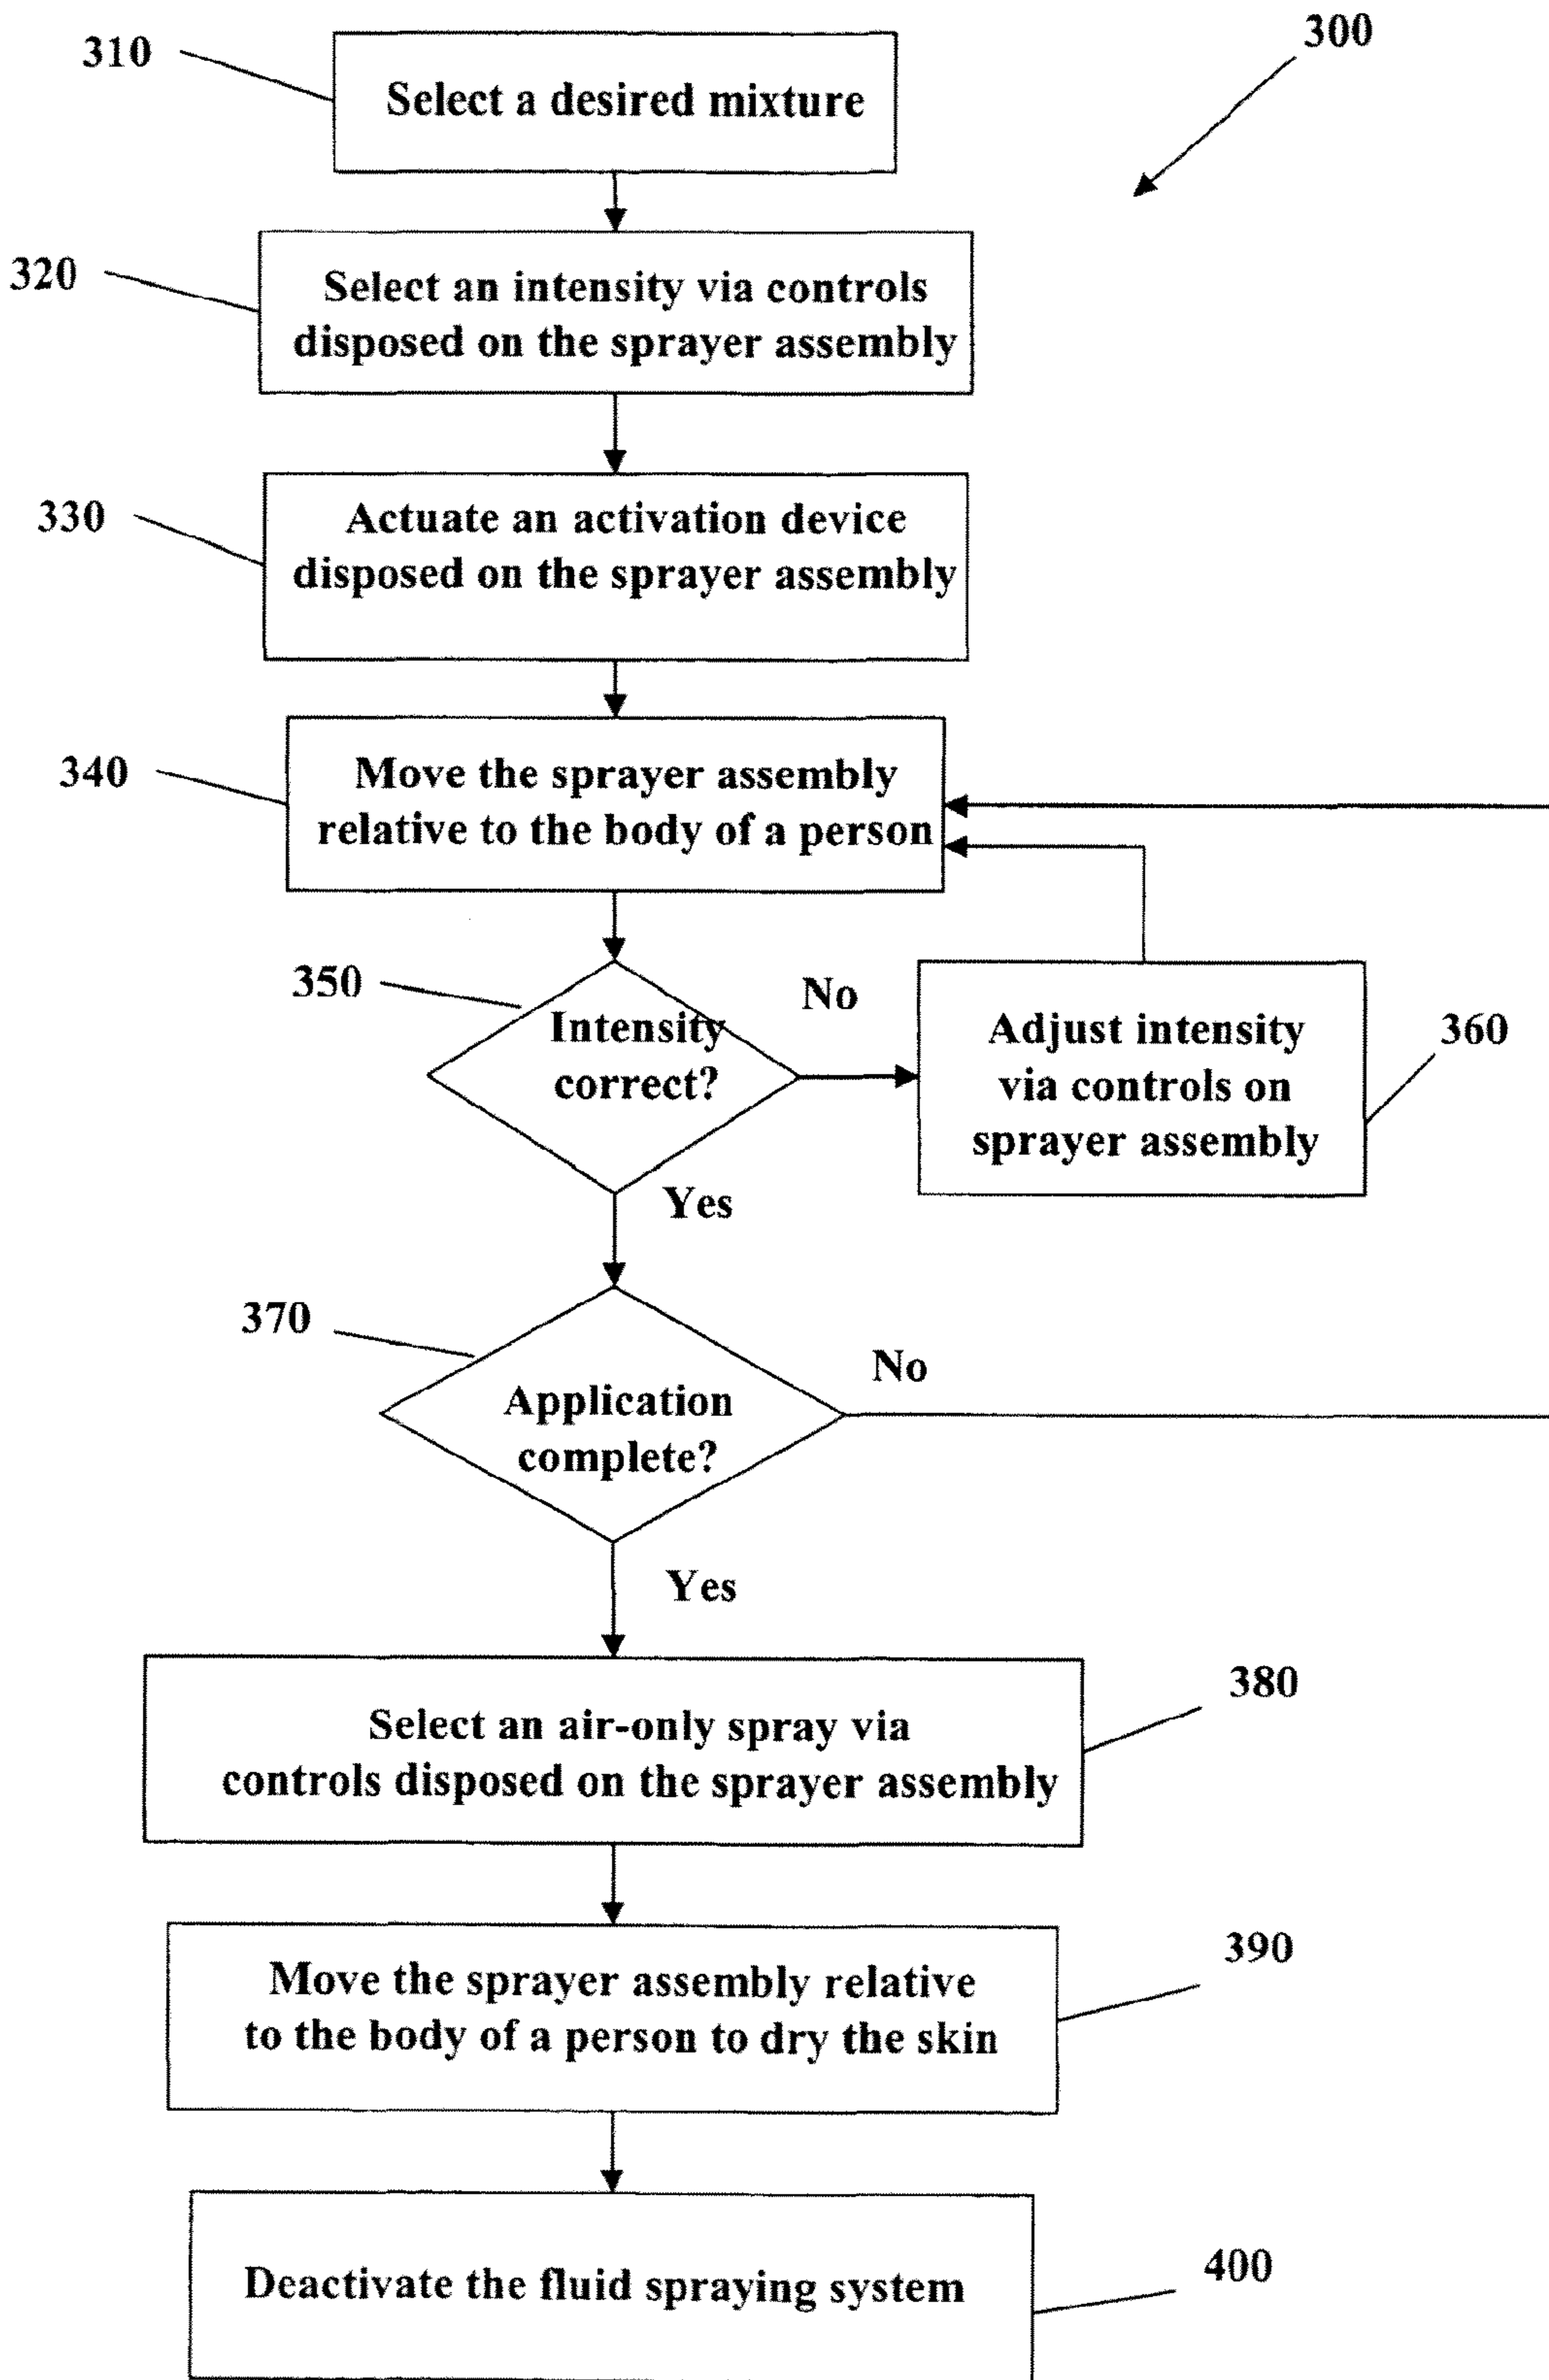 300
310
Select a desired mixture
320
Select an intensity via controls
disposed on the sprayer assembly
330
Actuate an activation device
disposed on the sprayer assembly
340
Move the sprayer assembly
relative to the body of a person
350
Intensity
correct?
No
Adjust intensity
via controls on
sprayer assembly
360
Yes
370
Application
complete?
No
Yes
380
Select an air-only spray via
controls disposed on the sprayer assembly
390
Move the sprayer assembly relative
to the body of a person to dry the skin
400
Deactivate the fluid spraying system